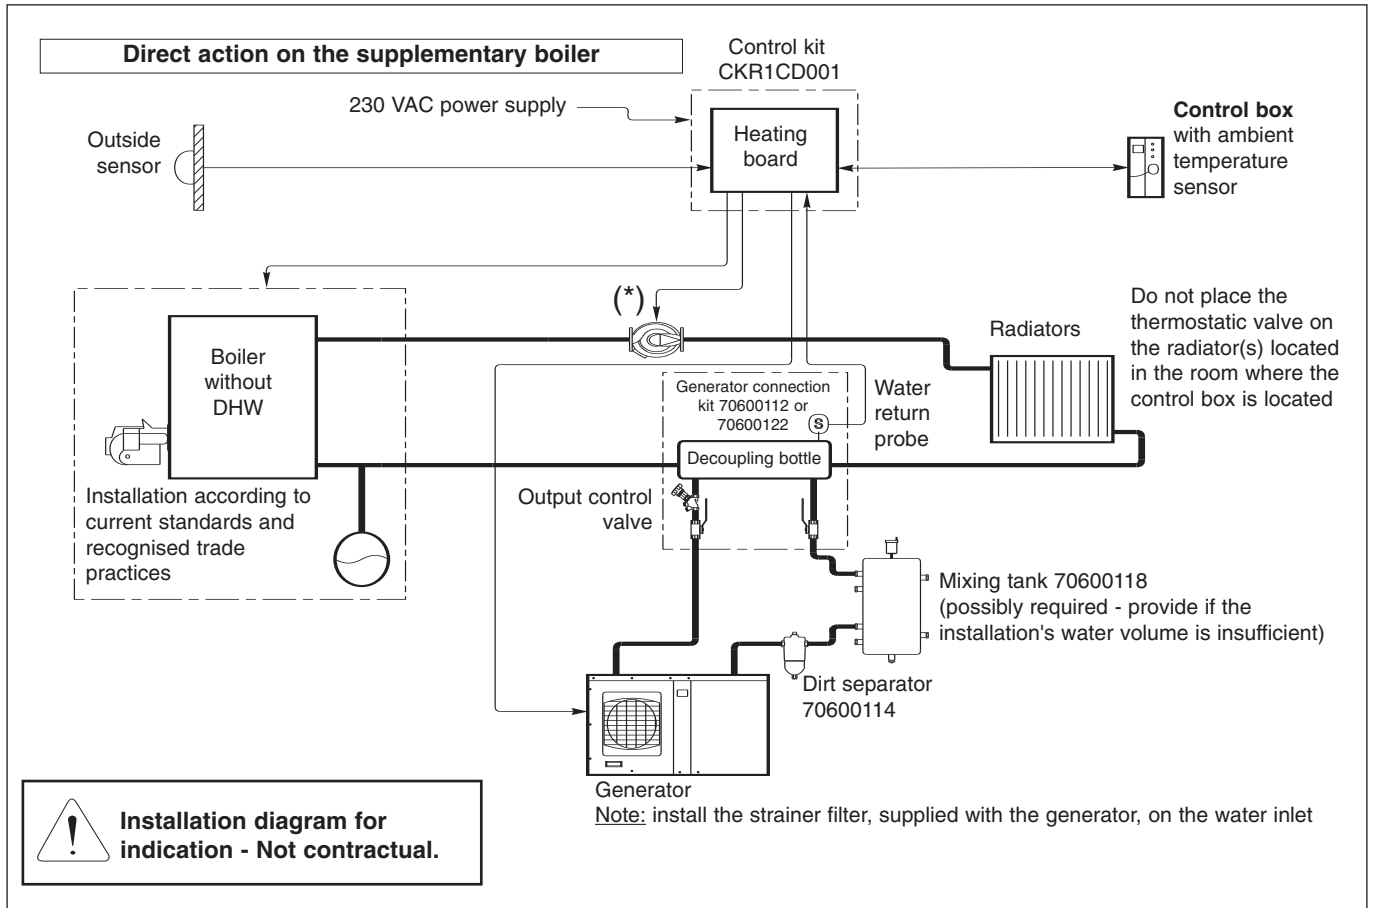 Direct action on the supplementary boiler
Control kit
CKR1CD001
230 VAC power supply
Outside
sensor
Heating
board
Control box
with ambient
temperature
sensor
(*)
Boiler
without
DHW
Radiators
Do not place the
thermostatic valve on
the radiator(s) located
in the room where the
control box is located
Generator connection
kit 70600112 or
70600122
S
Water
return
probe
Decoupling bottle
Installation according to
current standards and
recognised trade
practices
Output control
valve
Mixing tank 70600118
(possibly required - provide if the
installation's water volume is insufficient)
Dirt separator
70600114
Generator
Note: install the strainer filter, supplied with the generator, on the water inlet
!
Installation diagram for
indication - Not contractual.